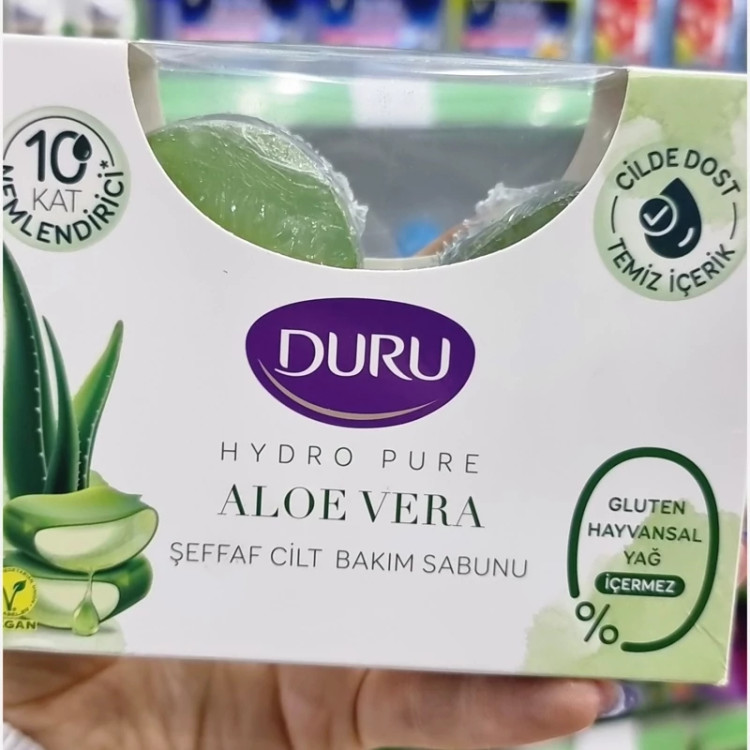 10
KAT
NEMLENDİRİCİ*
CİLDE DOST
TEMİZ İÇERİK
DURU
HYDRO PURE
ALOE VERA
ŞEFFAF CİLT BAKIM SABUNU
GLUTEN
HAYVANSAL
YAĞ
İÇERMEZ
%0